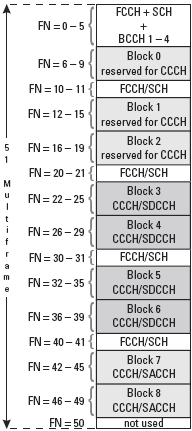 FN = 0 – 5
FCCH + SCH
+
BCCH 1 – 4
FN = 6 – 9
Block 0
reserved for CCCH
FN = 10 – 11
FCCH/SCH
FN = 12 – 15
Block 1
reserved for CCCH
FN = 16 – 19
Block 2
reserved for CCCH
FN = 20 – 21
FCCH/SCH
FN = 22 – 25
Block 3
CCCH/SDCCH
FN = 26 – 29
Block 4
CCCH/SDCCH
FN = 30 – 31
FCCH/SCH
FN = 32 – 35
Block 5
CCCH/SDCCH
FN = 36 – 39
Block 6
CCCH/SDCCH
FN = 40 – 41
FCCH/SCH
FN = 42 – 45
Block 7
CCCH/SACCH
FN = 46 – 49
Block 8
CCCH/SACCH
FN = 50
not used
51 Multiframe